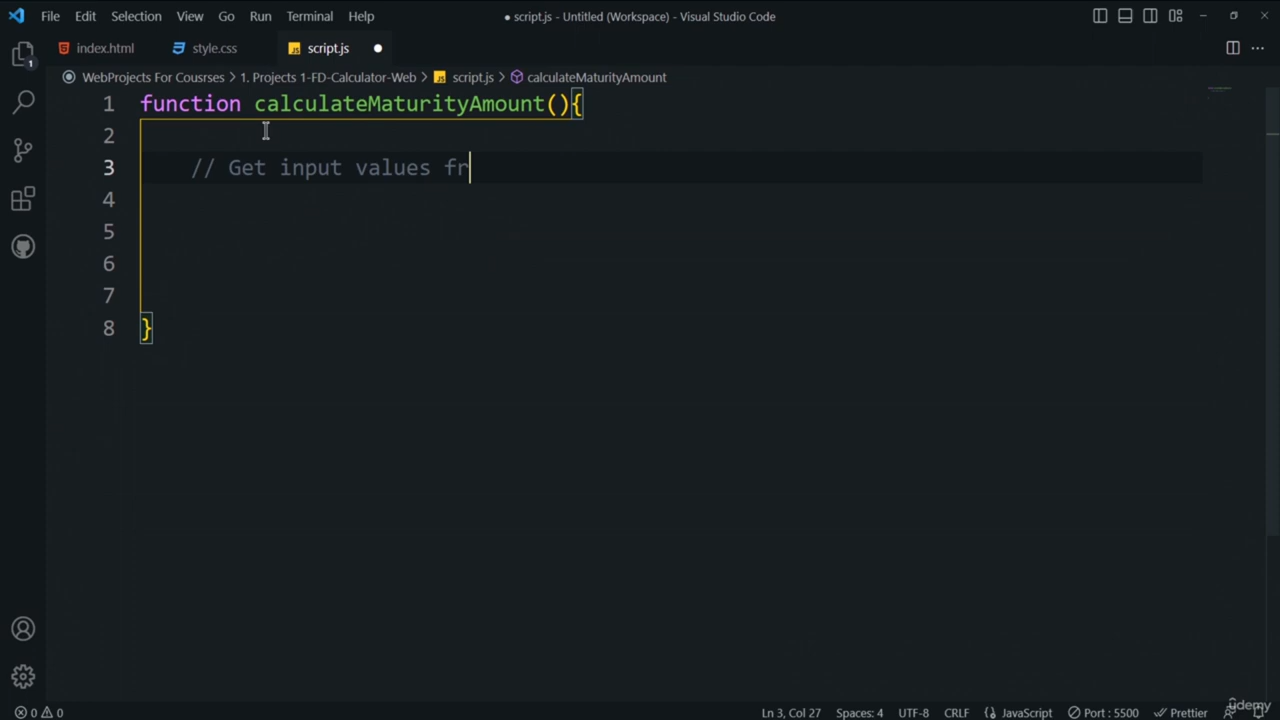 File Edit Selection View Go Run Terminal Help
● script.js - Untitled (Workspace) - Visual Studio Code
index.html style.css script.js
WebProjects For Cousrses > 1. Projects 1-FD-Calculator-Web > script.js > calculateMaturityAmount
1 function calculateMaturityAmount(){
2
3 // Get input values fr
4
5
6
7
8 }
1
0 0 Ln 3, Col 27 Spaces: 4 UTF-8 CRLF {} JavaScript Port : 5500 Prettier
ûdemy